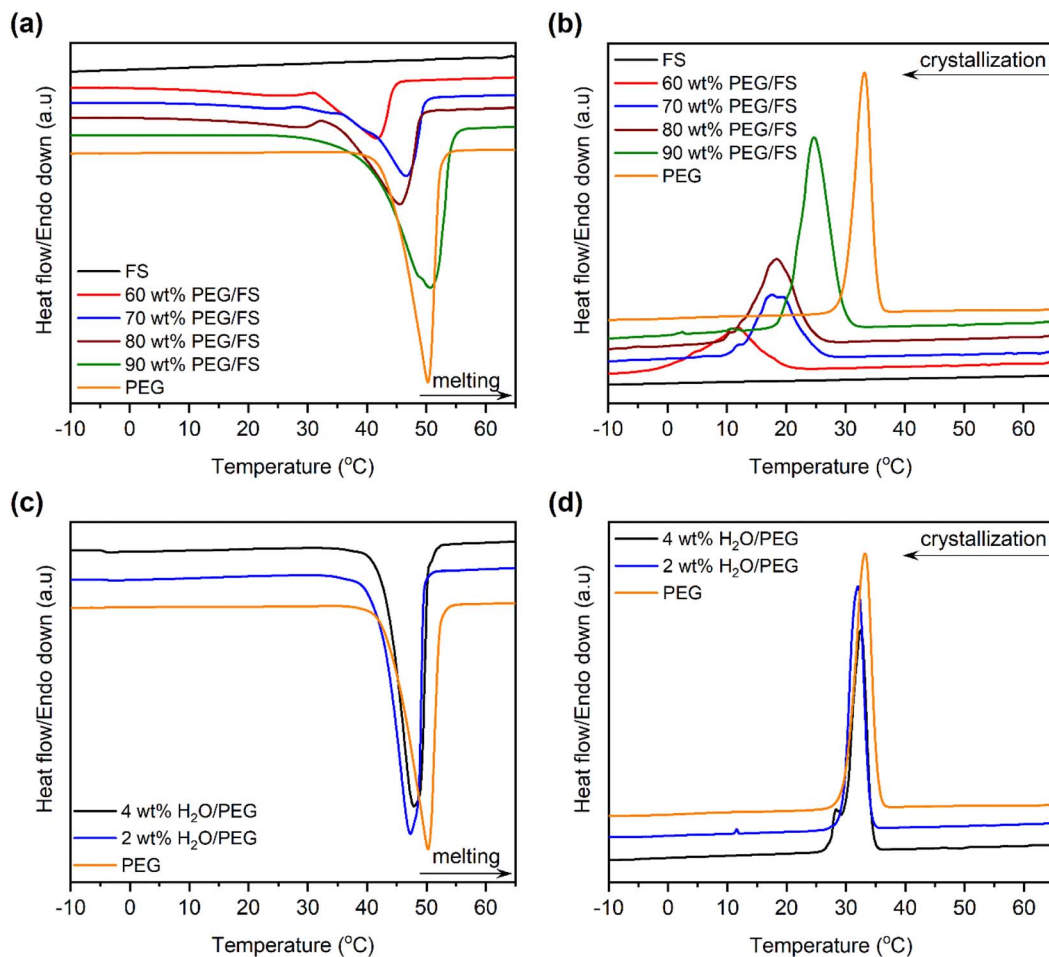 (a)
Heat flow/Endo down (a.u)
FS
60 wt% PEG/FS
70 wt% PEG/FS
80 wt% PEG/FS
90 wt% PEG/FS
PEG
melting
-10 0 10 20 30 40 50 60
Temperature (°C)
(b)
Heat flow/Endo down (a.u)
FS
60 wt% PEG/FS
70 wt% PEG/FS
80 wt% PEG/FS
90 wt% PEG/FS
PEG
crystallization
-10 0 10 20 30 40 50 60
Temperature (°C)
(c)
Heat flow/Endo down (a.u)
4 wt% H₂O/PEG
2 wt% H₂O/PEG
PEG
melting
-10 0 10 20 30 40 50 60
Temperature (°C)
(d)
Heat flow/Endo down (a.u)
4 wt% H₂O/PEG
2 wt% H₂O/PEG
PEG
crystallization
-10 0 10 20 30 40 50 60
Temperature (°C)